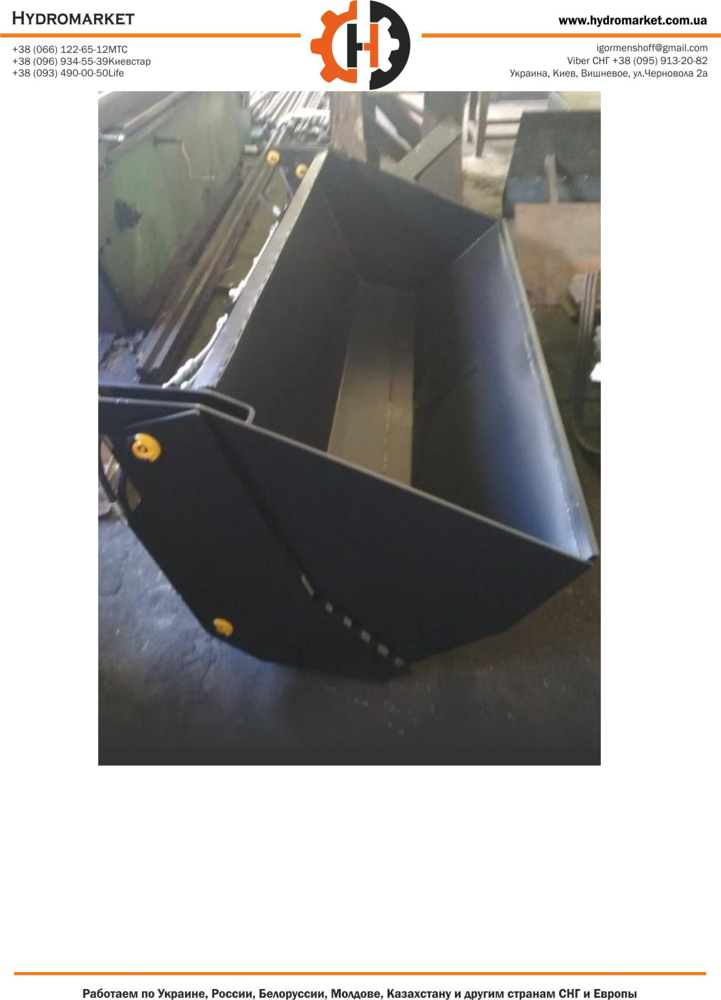 HYDROMARKET
www.hydromarket.com.ua
+38 (066) 122-65-12МТС
+38 (096) 934-55-39Киевстар
+38 (093) 490-00-50Life
igormenshoff@gmail.com
Viber СНГ +38 (095) 913-20-82
Украина, Киев, Вишневое, ул.Черновола 2а
Работаем по Украине, России, Белоруссии, Молдове, Казахстану и другим странам СНГ и Европы